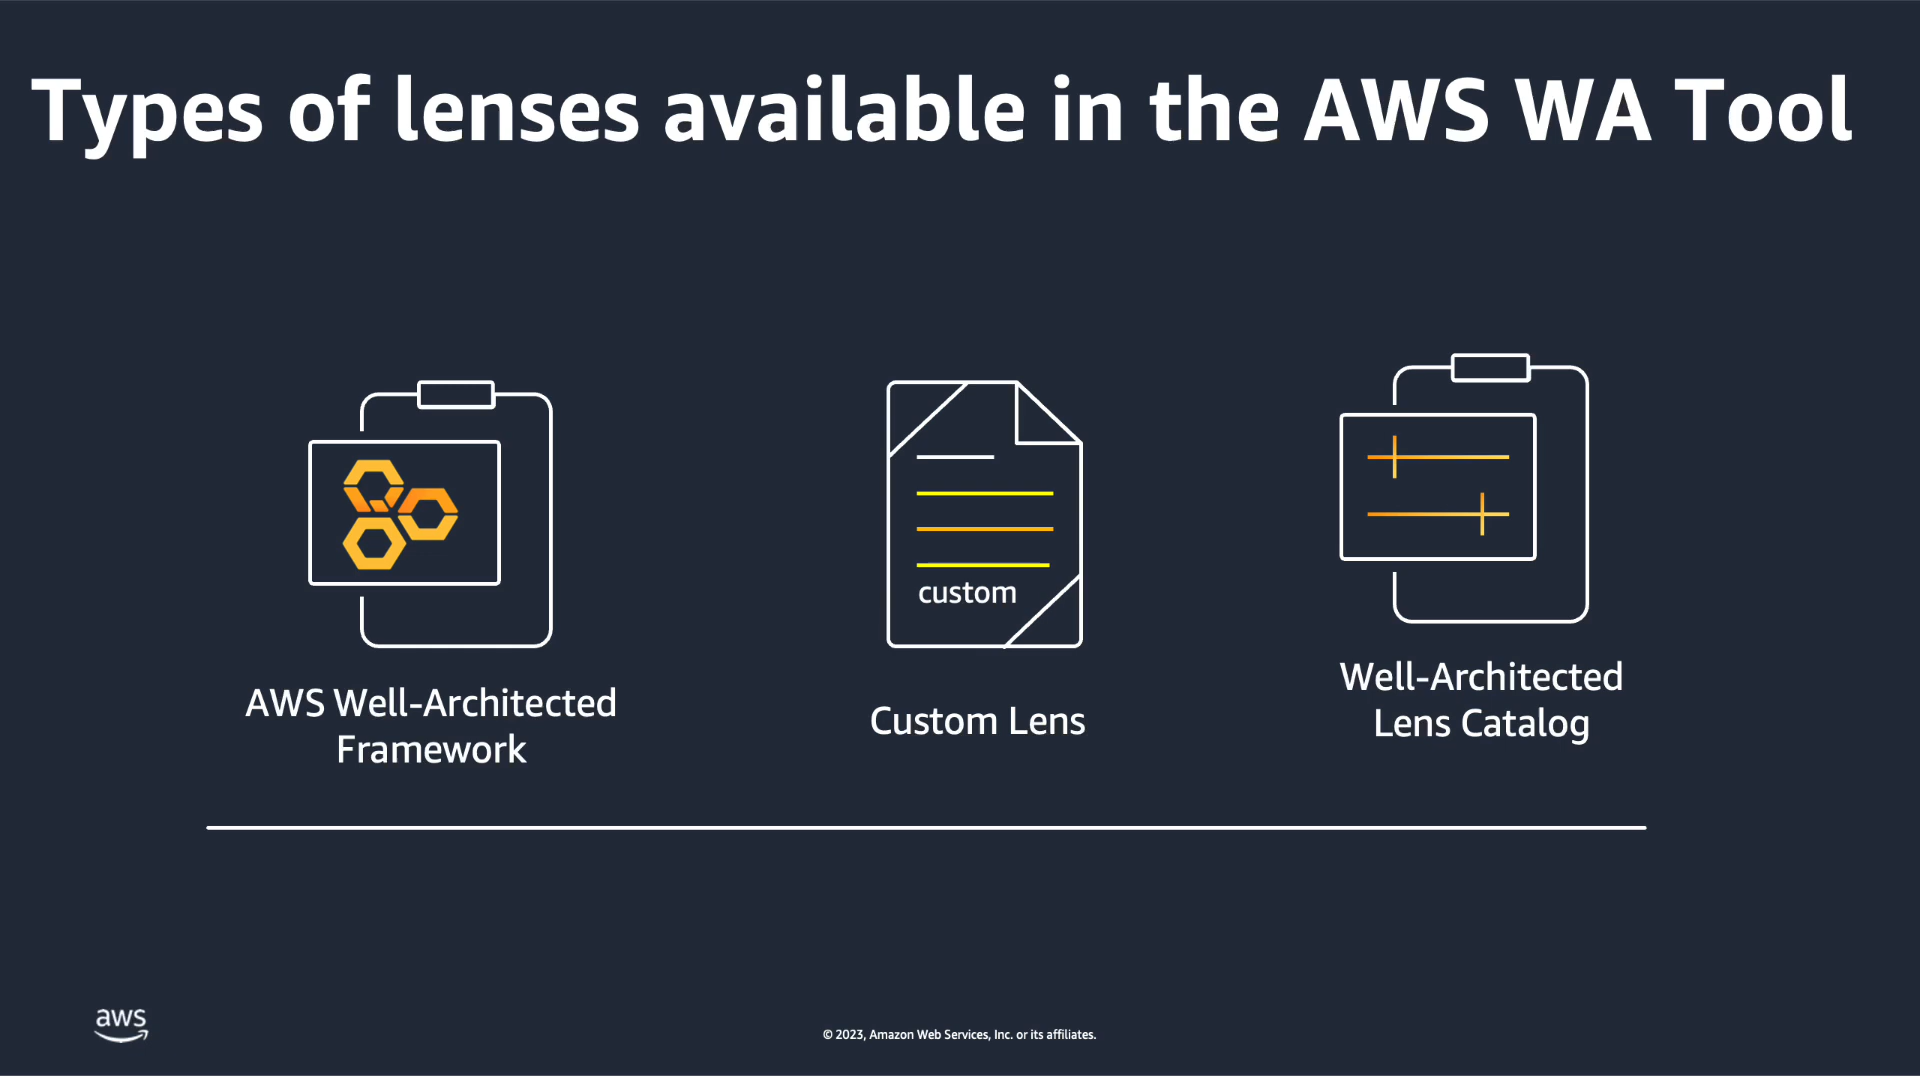 Types of lenses available in the AWS WA Tool
custom
AWS Well-Architected
Framework
Custom Lens
Well-Architected
Lens Catalog
aws
© 2023, Amazon Web Services, Inc. or its affiliates.